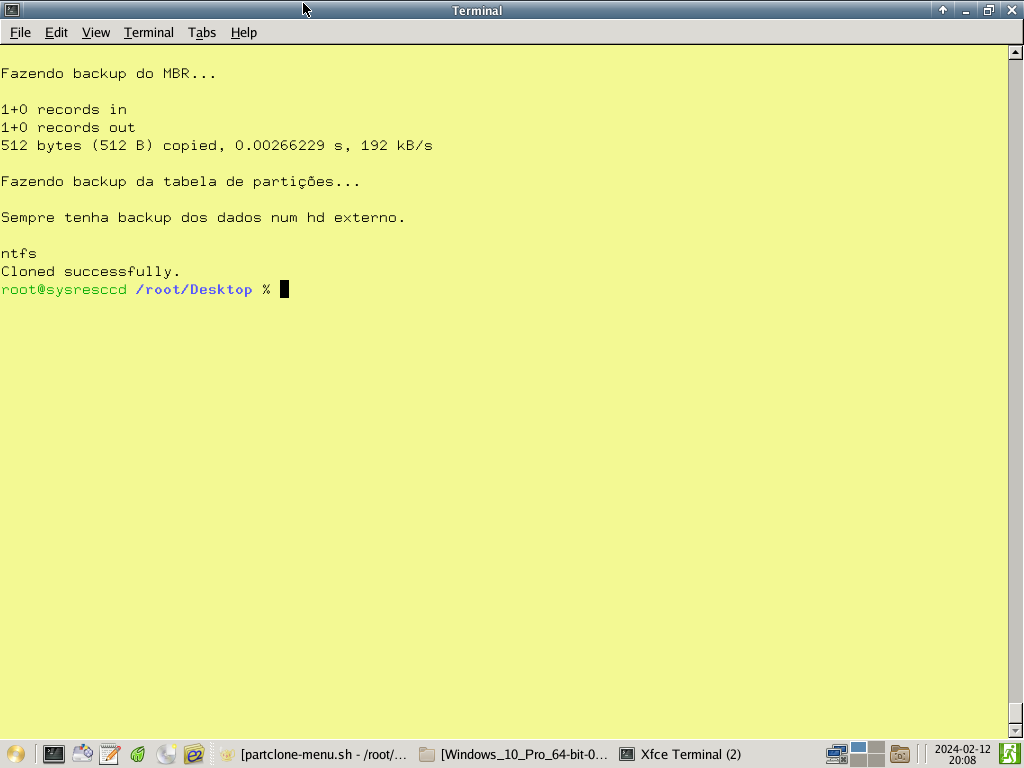 Terminal
File Edit View Terminal Tabs Help
Fazendo backup do MBR...
1+0 records in
1+0 records out
512 bytes (512 B) copied, 0.00266229 s, 192 kB/s
Fazendo backup da tabela de partições...
Sempre tenha backup dos dados num hd externo.
ntfs
Cloned successfully.
root@sysresccd /root/Desktop %
[partclone-menu.sh - /root/... [Windows_10_Pro_64-bit-0... Xfce Terminal (2) 2024-02-12
20:08